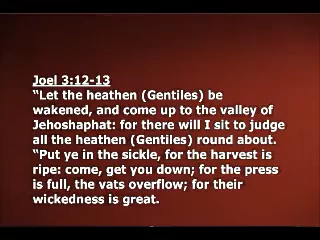 Joel 3:12-13
“Let the heathen (Gentiles) be
wakened, and come up to the valley of
Jehoshaphat: for there will I sit to judge
all the heathen (Gentiles) round about.
“Put ye in the sickle, for the harvest is
ripe: come, get you down; for the press
is full, the vats overflow; for their
wickedness is great.